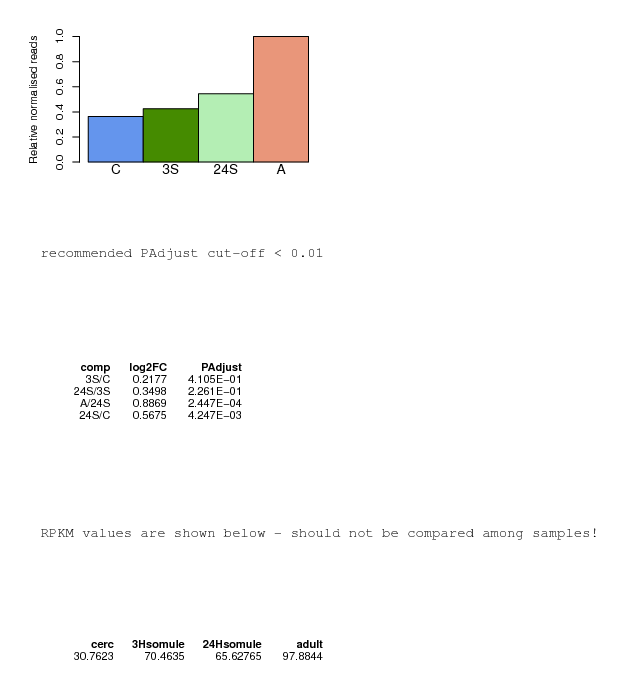 Relative normalised reads
1.0
0.8
0.6
0.4
0.2
0.0
C 3S 24S A
recommended PAdjust cut-off < 0.01
comp log2FC PAdjust
3S/C 0.2177 4.105E-01
24S/3S 0.3498 2.261E-01
A/24S 0.8869 2.447E-04
24S/C 0.5675 4.247E-03
RPKM values are shown below - should not be compared among samples!
cerc 3Hsomule 24Hsomule adult
30.7623 70.4635 65.62765 97.8844